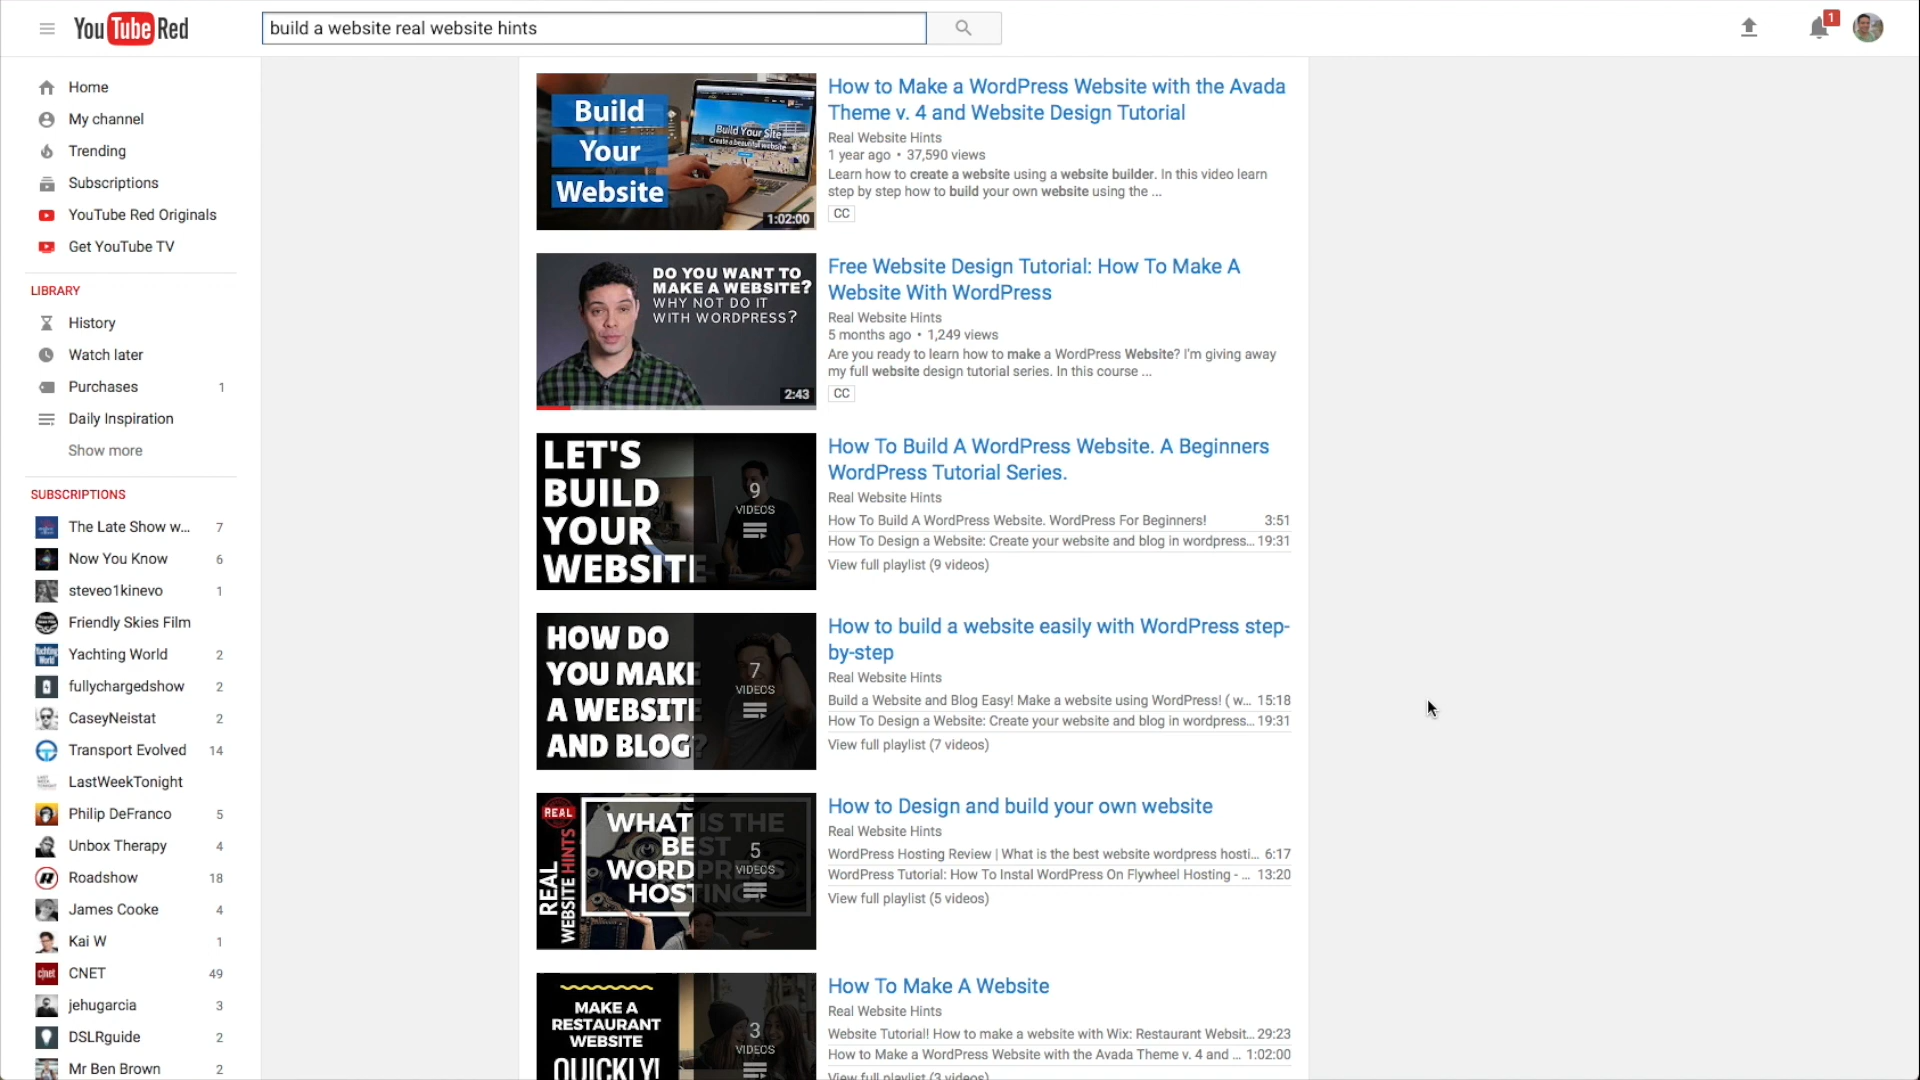 YouTube Red
build a website real website hints
1
Home
My channel
Trending
Subscriptions
YouTube Red Originals
Get YouTube TV
LIBRARY
History
Watch later
Purchases 1
Daily Inspiration
Show more
SUBSCRIPTIONS
The Late Show w... 7
Now You Know 6
steveo1kinevo 1
Friendly Skies Film
Yachting World 2
fullychargedshow 2
CaseyNeistat 2
Transport Evolved 14
LastWeekTonight
Philip DeFranco 5
Unbox Therapy 4
Roadshow 18
James Cooke 4
Kai W 1
CNET 49
jehugarcia 3
DSLRguide 2
Mr Ben Brown 2
Build
Your
Website
Build Your Site
Create a beautiful website
1:02:00
How to Make a WordPress Website with the Avada
Theme v. 4 and Website Design Tutorial
Real Website Hints
1 year ago • 37,590 views
Learn how to create a website using a website builder. In this video learn
step by step how to build your own website using the ...
CC
DO YOU WANT TO
MAKE A WEBSITE?
WHY NOT DO IT
WITH WORDPRESS?
2:43
Free Website Design Tutorial: How To Make A
Website With WordPress
Real Website Hints
5 months ago • 1,249 views
Are you ready to learn how to make a WordPress Website? I'm giving away
my full website design tutorial series. In this course ...
CC
LET'S
BUILD
YOUR
WEBSITE
9
VIDEOS
How To Build A WordPress Website. A Beginners
WordPress Tutorial Series.
Real Website Hints
How To Build A WordPress Website. WordPress For Beginners! 3:51
How To Design a Website: Create your website and blog in wordpress... 19:31
View full playlist (9 videos)
HOW DO
YOU MAKE
A WEBSITE
AND BLOG?
7
VIDEOS
How to build a website easily with WordPress step-
by-step
Real Website Hints
Build a Website and Blog Easy! Make a website using WordPress! ( w... 15:18
How To Design a Website: Create your website and blog in wordpress... 19:31
View full playlist (7 videos)
REAL
REAL
WEBSITE HINTS
WHAT IS THE
BEST
WORDPRESS
HOSTING?
5
VIDEOS
How to Design and build your own website
Real Website Hints
WordPress Hosting Review | What is the best website wordpress hosti... 6:17
WordPress Tutorial: How To Instal WordPress On Flywheel Hosting - ... 13:20
View full playlist (5 videos)
MAKE A
RESTAURANT
WEBSITE
QUICKLY!
3
VIDEOS
How To Make A Website
Real Website Hints
Website Tutorial! How to make a website with Wix: Restaurant Websit... 29:23
How to Make a WordPress Website with the Avada Theme v. 4 and ... 1:02:00
View full playlist (3 videos)